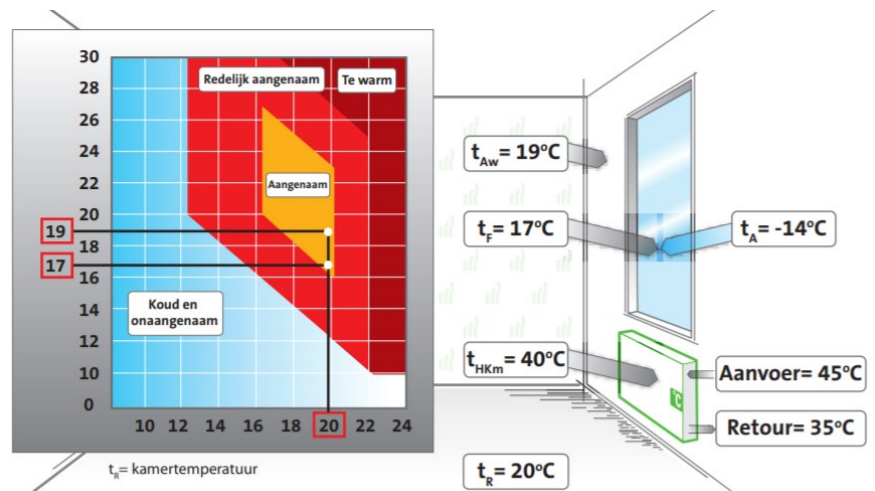 30
28
26
24
22
20
19
18
17
16
14
12
10
0
Redelijk aangenaam
Te warm
Aangenaam
Koud en
onaangenaam
10 12 14 16 18 20 22 24
tR= kamertemperatuur
tAw= 19°C
tF= 17°C
tA= -14°C
tHKm= 40°C
Aanvoer= 45°C
°C
Retour= 35°C
tR= 20°C